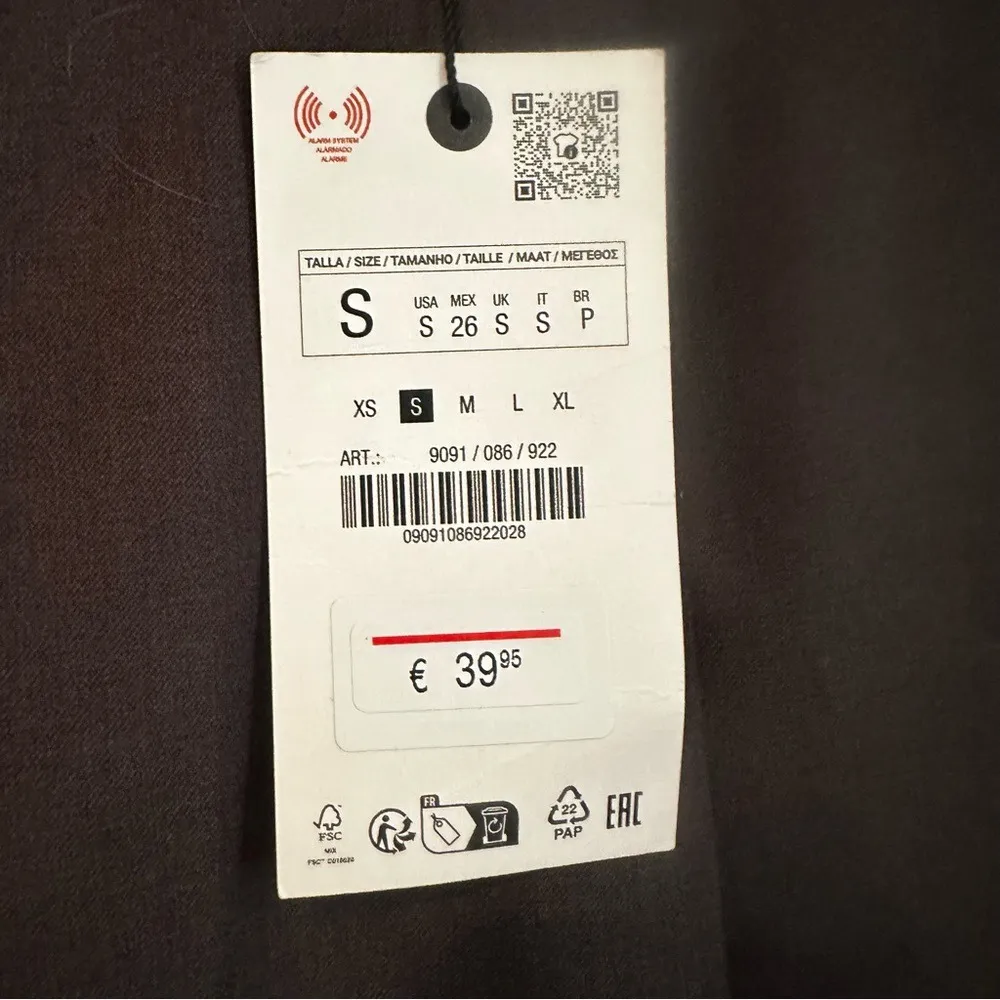 ALARM SYSTEM
ALARMADO
ALARME
TALLA / SIZE / TAMANHO / TAILLE / MAAT / ΜΕΓΕΘΟΣ
S
USA MEX UK IT BR
S 26 S S P
XS S M L XL
ART.: 9091 / 086 / 922
09091086922028
€ 3995
FR
FSC
MIX
22
PAP
EAC